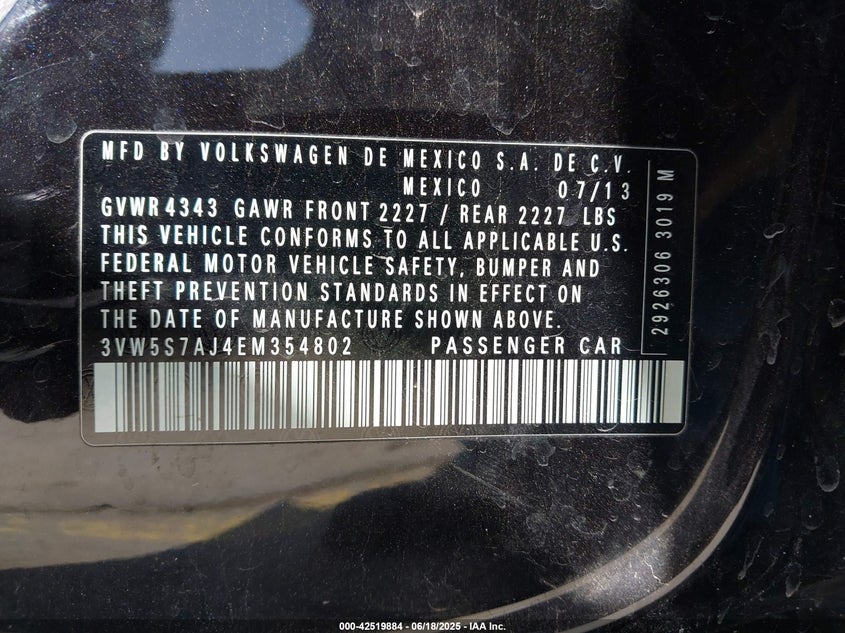 MFD BY VOLKSWAGEN DE MEXICO S.A. DE C.V.
MEXICO 07/13
GVWR 4343 GAWR FRONT 2227 / REAR 2227 LBS
THIS VEHICLE CONFORMS TO ALL APPLICABLE U.S.
FEDERAL MOTOR VEHICLE SAFETY, BUMPER AND
THEFT PREVENTION STANDARDS IN EFFECT ON
THE DATE OF MANUFACTURE SHOWN ABOVE.
3VW5S7AJ4EM354802 PASSENGER CAR
2926306 3019 M
000-42519884 - 06/18/2025 - IAA Inc.